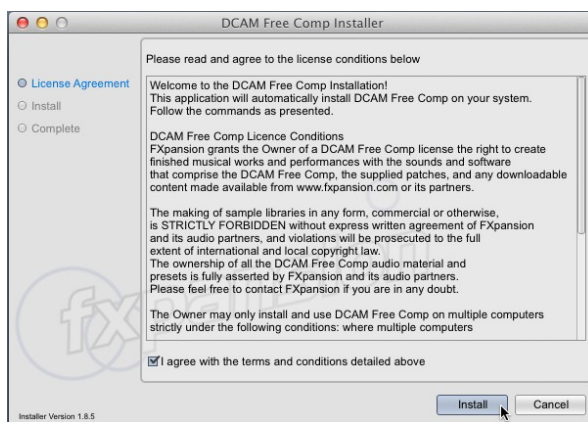 DCAM Free Comp Installer
Please read and agree to the license conditions below
License Agreement
Install
Complete
Welcome to the DCAM Free Comp Installation!
This application will automatically install DCAM Free Comp on your system.
Follow the commands as presented.
DCAM Free Comp Licence Conditions
FXpansion grants the Owner of a DCAM Free Comp license the right to create
finished musical works and performances with the sounds and software
that comprise the DCAM Free Comp, the supplied patches, and any downloadable
content made available from www.fxpansion.com or its partners.
The making of sample libraries in any form, commercial or otherwise,
is STRICTLY FORBIDDEN without express written agreement of FXpansion
and its audio partners, and violations will be prosecuted to the full
extent of international and local copyright law.
The ownership of all the DCAM Free Comp audio material and
presets is fully asserted by FXpansion and its audio partners.
Please feel free to contact FXpansion if you are in any doubt.
The Owner may only install and use DCAM Free Comp on multiple computers
strictly under the following conditions: where multiple computers
fxpansion
I agree with the terms and conditions detailed above
Install
Cancel
Installer Version 1.8.5